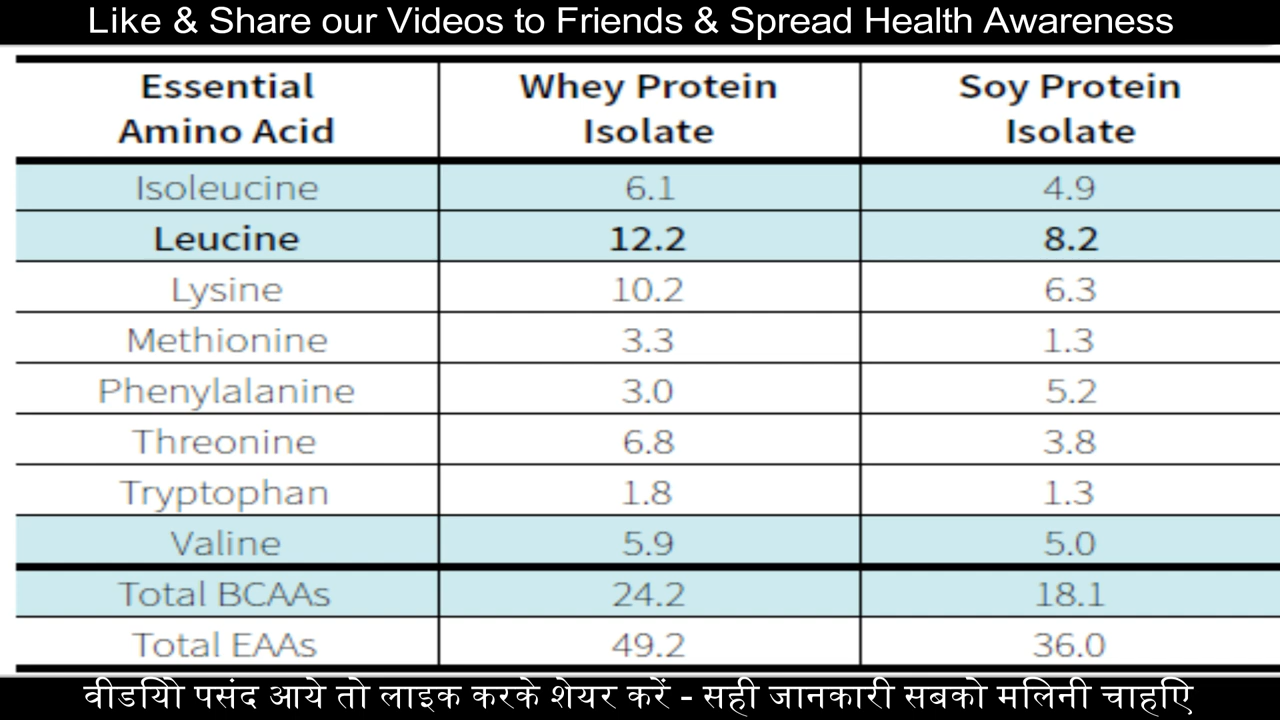 Like & Share our Videos to Friends & Spread Health Awareness
Essential Amino Acid | Whey Protein Isolate | Soy Protein Isolate
Isoleucine 6.1 4.9
Leucine 12.2 8.2
Lysine 10.2 6.3
Methionine 3.3 1.3
Phenylalanine 3.0 5.2
Threonine 6.8 3.8
Tryptophan 1.8 1.3
Valine 5.9 5.0
Total BCAAs 24.2 18.1
Total EAAs 49.2 36.0
वीडियो पसंद आये तो लाइक करके शेयर करें - सही जानकारी सबको मिलनी चाहिए